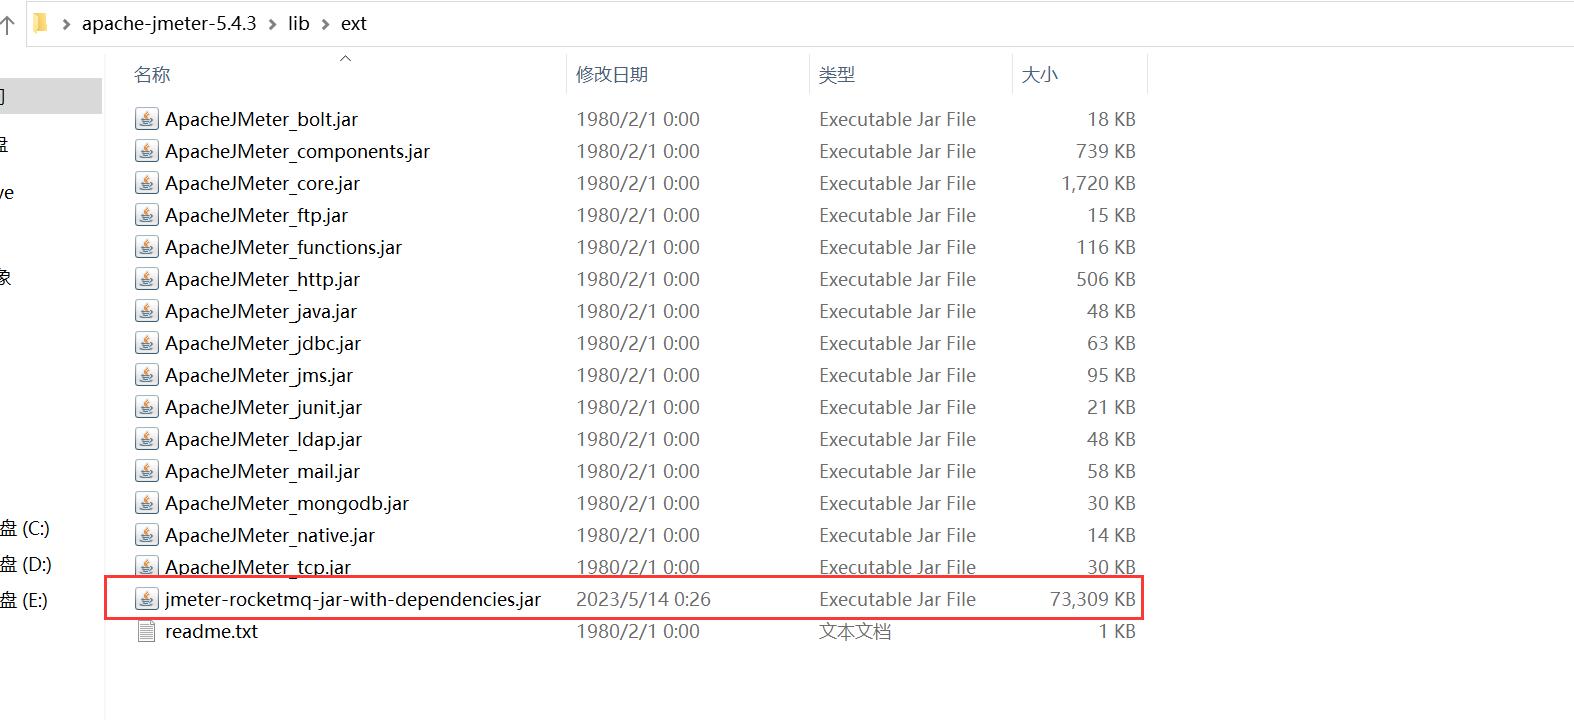 apache-jmeter-5.4.3 > lib > ext
名称 修改日期 类型 大小
ApacheJMeter_bolt.jar 1980/2/1 0:00 Executable Jar File 18 KB
ApacheJMeter_components.jar 1980/2/1 0:00 Executable Jar File 739 KB
ApacheJMeter_core.jar 1980/2/1 0:00 Executable Jar File 1,720 KB
ApacheJMeter_ftp.jar 1980/2/1 0:00 Executable Jar File 15 KB
ApacheJMeter_functions.jar 1980/2/1 0:00 Executable Jar File 116 KB
ApacheJMeter_http.jar 1980/2/1 0:00 Executable Jar File 506 KB
ApacheJMeter_java.jar 1980/2/1 0:00 Executable Jar File 48 KB
ApacheJMeter_jdbc.jar 1980/2/1 0:00 Executable Jar File 63 KB
ApacheJMeter_jms.jar 1980/2/1 0:00 Executable Jar File 95 KB
ApacheJMeter_junit.jar 1980/2/1 0:00 Executable Jar File 21 KB
ApacheJMeter_ldap.jar 1980/2/1 0:00 Executable Jar File 48 KB
ApacheJMeter_mail.jar 1980/2/1 0:00 Executable Jar File 58 KB
ApacheJMeter_mongodb.jar 1980/2/1 0:00 Executable Jar File 30 KB
盘 (C:) ApacheJMeter_native.jar 1980/2/1 0:00 Executable Jar File 14 KB
盘 (D:) ApacheJMeter_tcp.jar 1980/2/1 0:00 Executable Jar File 30 KB
盘 (E:) jmeter-rocketmq-jar-with-dependencies.jar 2023/5/14 0:26 Executable Jar File 73,309 KB
readme.txt 1980/2/1 0:00 文本文档 1 KB